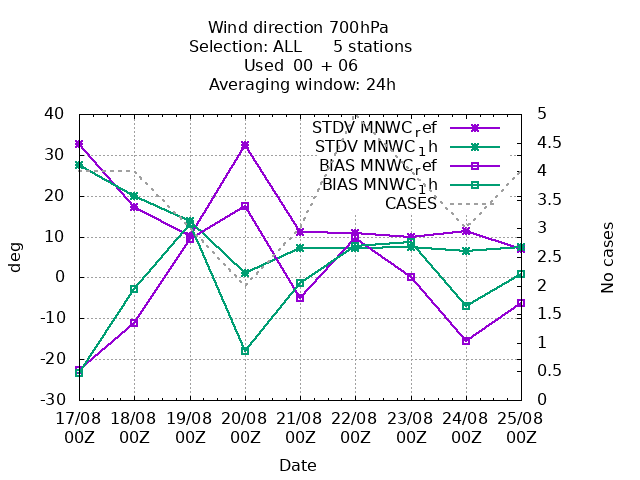 Wind direction 700hPa
Selection: ALL 5 stations
Used 00 + 06
Averaging window: 24h
STDV MNWC_ref
STDV MNWC_1h
BIAS MNWC_ref
BIAS MNWC_1h
CASES
40
30
20
10
0
-10
-20
-30
deg
5
4.5
4
3.5
3
2.5
2
1.5
1
0.5
0
No cases
17/08 18/08 19/08 20/08 21/08 22/08 23/08 24/08 25/08
00Z 00Z 00Z 00Z 00Z 00Z 00Z 00Z 00Z
Date